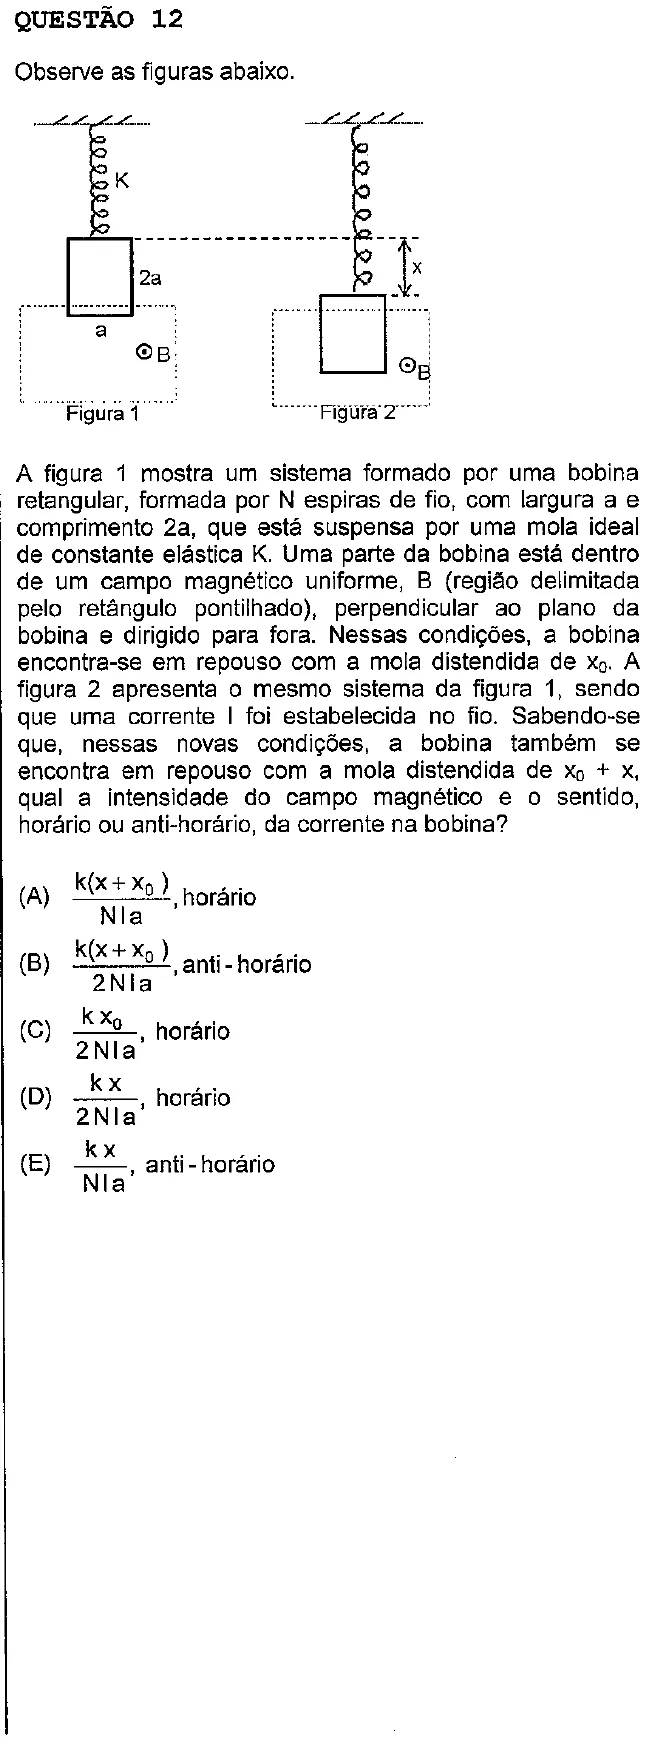 QUESTÃO 12
Observe as figuras abaixo.
K
2a
x
a
B
B
Figura 1
Figura 2
A figura 1 mostra um sistema formado por uma bobina
retangular, formada por N espiras de fio, com largura a e
comprimento 2a, que está suspensa por uma mola ideal
de constante elástica K. Uma parte da bobina está dentro
de um campo magnético uniforme, B (região delimitada
pelo retângulo pontilhado), perpendicular ao plano da
bobina e dirigido para fora. Nessas condições, a bobina
encontra-se em repouso com a mola distendida de x₀. A
figura 2 apresenta o mesmo sistema da figura 1, sendo
que uma corrente I foi estabelecida no fio. Sabendo-se
que, nessas novas condições, a bobina também se
encontra em repouso com a mola distendida de x₀ + x,
qual a intensidade do campo magnético e o sentido,
horário ou anti-horário, da corrente na bobina?
(A) k(x + x₀) / NIa, horário
(B) k(x + x₀) / 2NIa, anti-horário
(C) k x₀ / 2NIa, horário
(D) k x / 2NIa, horário
(E) k x / NIa, anti-horário